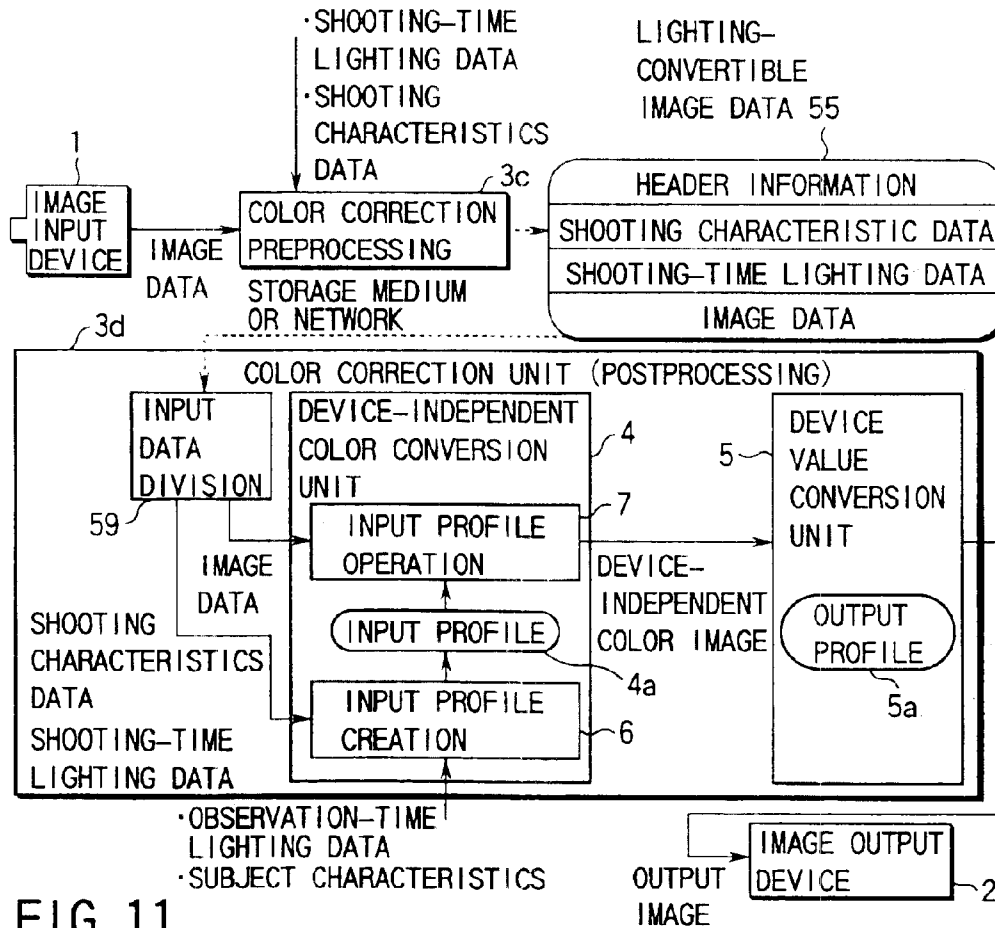 ·SHOOTING-TIME
LIGHTING DATA
·SHOOTING
CHARACTERISTICS
DATA
LIGHTING-
CONVERTIBLE
IMAGE DATA 55
1
IMAGE
INPUT
DEVICE
IMAGE
DATA
3c
COLOR CORRECTION
PREPROCESSING
STORAGE MEDIUM
OR NETWORK
HEADER INFORMATION
SHOOTING CHARACTERISTIC DATA
SHOOTING-TIME LIGHTING DATA
IMAGE DATA
3d
COLOR CORRECTION UNIT (POSTPROCESSING)
INPUT
DATA
DIVISION
59
DEVICE-INDEPENDENT
COLOR CONVERSION
UNIT
4
7
INPUT PROFILE
OPERATION
IMAGE
DATA
INPUT PROFILE
4a
INPUT PROFILE
CREATION
6
SHOOTING
CHARACTERISTICS
DATA
SHOOTING-TIME
LIGHTING DATA
DEVICE-
INDEPENDENT
COLOR IMAGE
5
DEVICE
VALUE
CONVERSION
UNIT
OUTPUT
PROFILE
5a
·OBSERVATION-TIME
LIGHTING DATA
·SUBJECT CHARACTERISTICS
OUTPUT
IMAGE
IMAGE OUTPUT
DEVICE
2
FIG.11